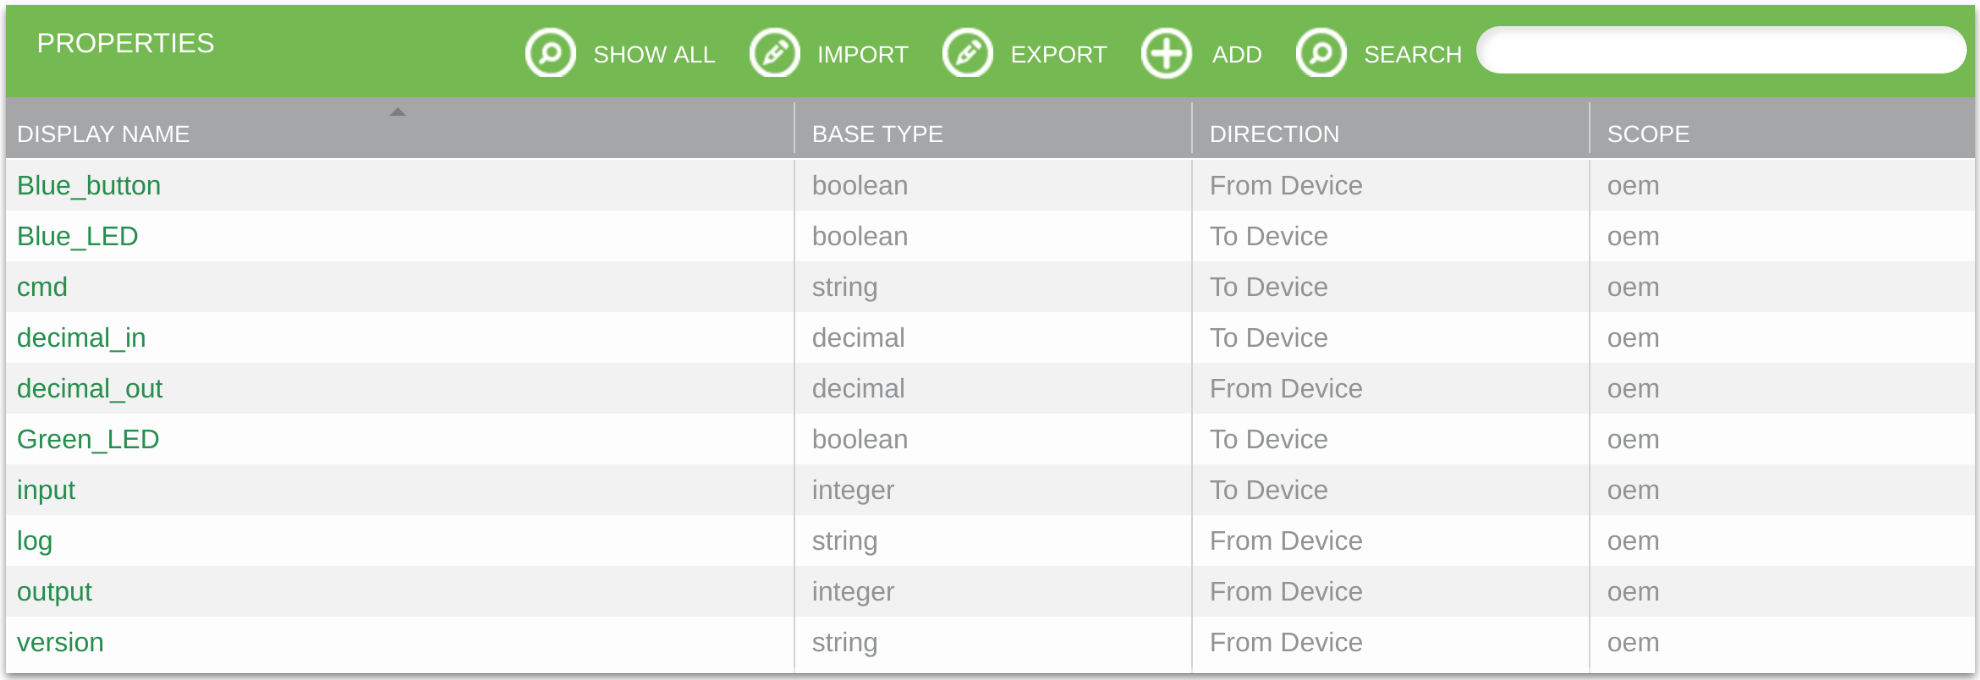 PROPERTIES SHOW ALL IMPORT EXPORT ADD SEARCH
DISPLAY NAME BASE TYPE DIRECTION SCOPE
Blue_button boolean From Device oem
Blue_LED boolean To Device oem
cmd string To Device oem
decimal_in decimal To Device oem
decimal_out decimal From Device oem
Green_LED boolean To Device oem
input integer To Device oem
log string From Device oem
output integer From Device oem
version string From Device oem